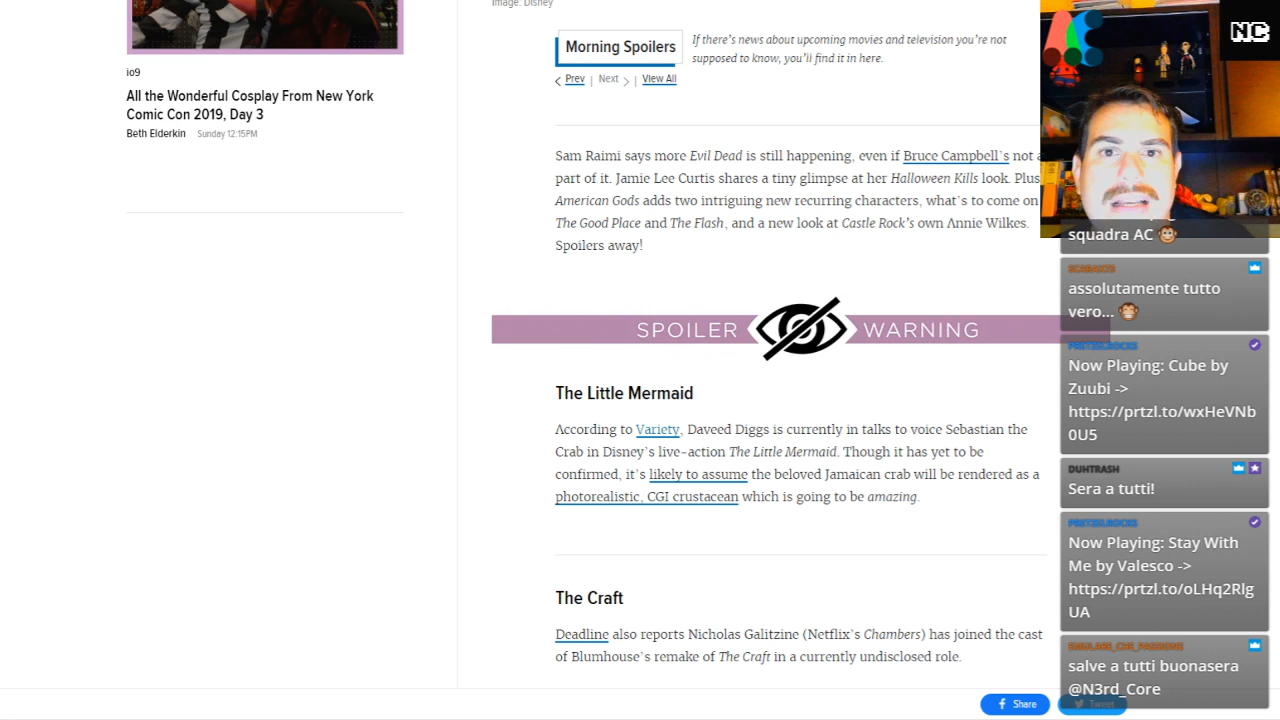 Image: Disney
Morning Spoilers
If there's news about upcoming movies and television you're not
supposed to know, you'll find it in here.
Prev | Next | View All
io9
All the Wonderful Cosplay From New York
Comic Con 2019, Day 3
Beth Elderkin Sunday 12:15PM
Sam Raimi says more Evil Dead is still happening, even if Bruce Campbell's not a
part of it. Jamie Lee Curtis shares a tiny glimpse at her Halloween Kills look. Plus
American Gods adds two intriguing new recurring characters, what's to come on
The Good Place and The Flash, and a new look at Castle Rock's own Annie Wilkes.
Spoilers away!
SPOILER WARNING
The Little Mermaid
According to Variety, Daveed Diggs is currently in talks to voice Sebastian the
Crab in Disney's live-action The Little Mermaid. Though it has yet to be
confirmed, it's likely to assume the beloved Jamaican crab will be rendered as a
photorealistic, CGI crustacean which is going to be amazing.
The Craft
Deadline also reports Nicholas Galitzine (Netflix's Chambers) has joined the cast
of Blumhouse's remake of The Craft in a currently undisclosed role.
Share
Tweet
NC
squadra AC
SCARAX73
assolutamente tutto
vero...
PRETZELROCKS
Now Playing: Cube by
Zuubi ->
https://prtzl.to/wxHeVNb
0U5
DUHTRASH
Sera a tutti!
PRETZELROCKS
Now Playing: Stay With
Me by Valesco ->
https://prtzl.to/oLHq2Rlg
UA
EMULARE_CHE_PASSIONE
salve a tutti buonasera
@N3rd_Core